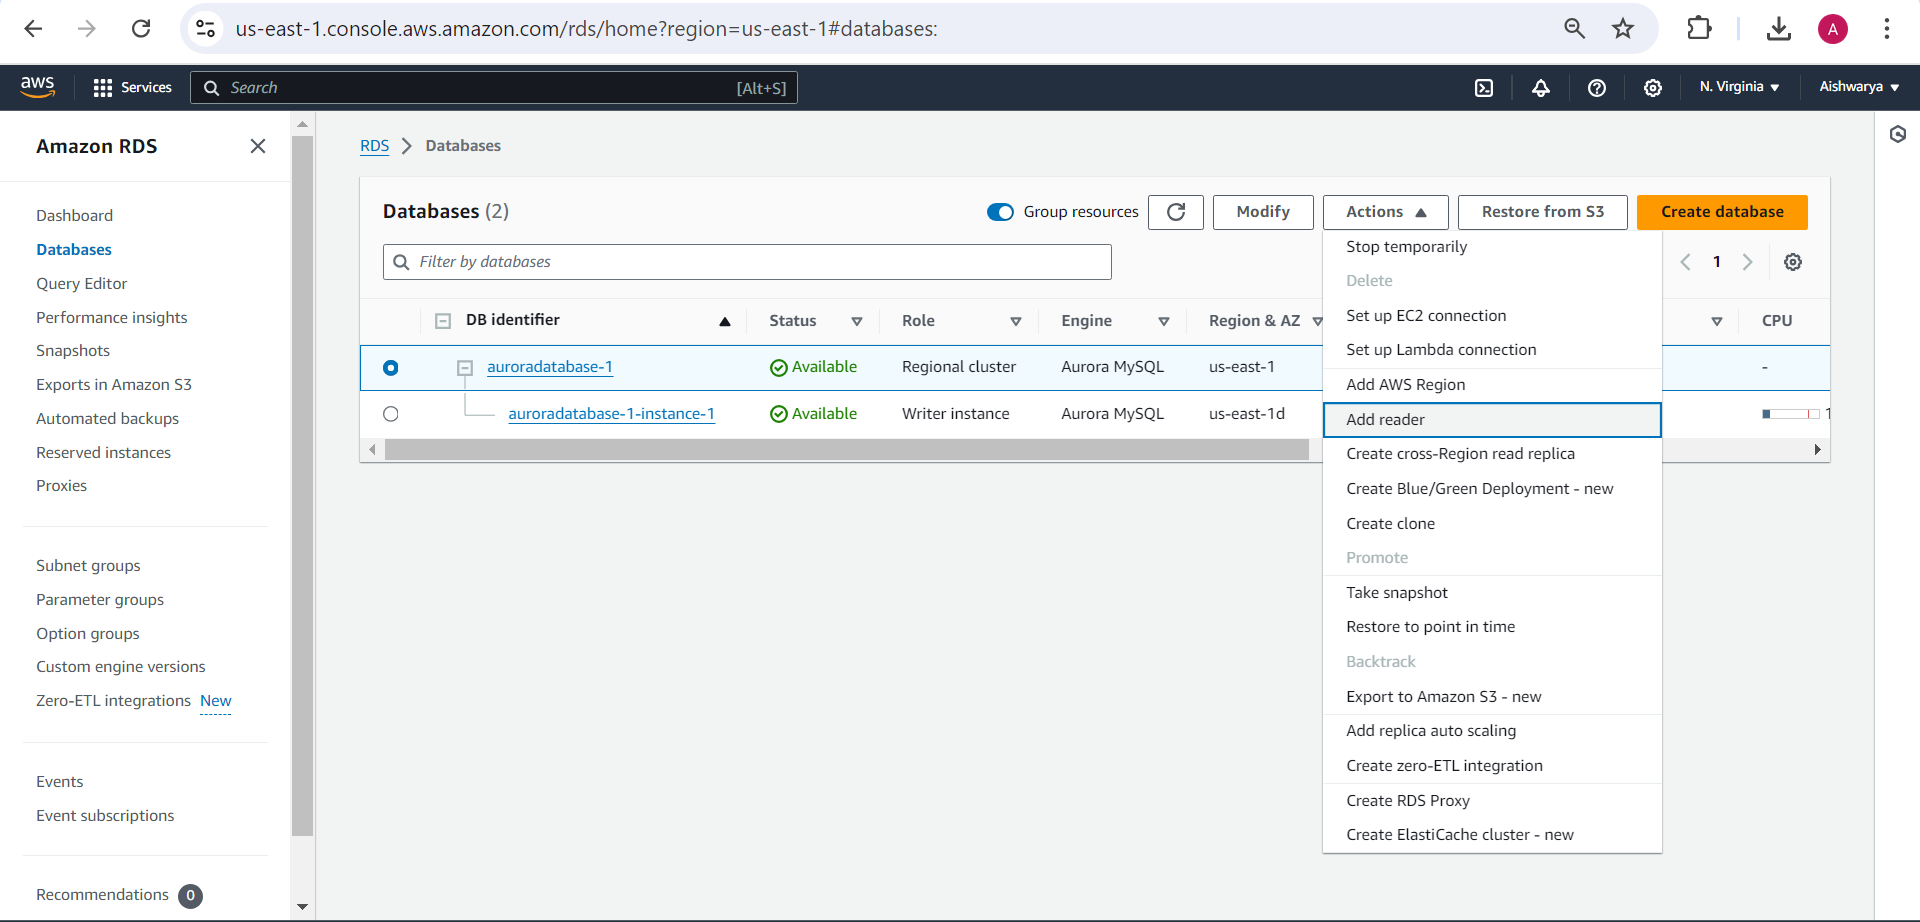 us-east-1.console.aws.amazon.com/rds/home?region=us-east-1#databases:
A
aws
Services
Search
[Alt+S]
N. Virginia
Aishwarya
Amazon RDS
Dashboard
Databases
Query Editor
Performance insights
Snapshots
Exports in Amazon S3
Automated backups
Reserved instances
Proxies
Subnet groups
Parameter groups
Option groups
Custom engine versions
Zero-ETL integrations New
Events
Event subscriptions
Recommendations 0
RDS > Databases
Databases (2)
Group resources
Modify
Actions
Restore from S3
Create database
Filter by databases
1
DB identifier
Status
Role
Engine
Region & AZ
CPU
auroradatabase-1
Available
Regional cluster
Aurora MySQL
us-east-1
-
auroradatabase-1-instance-1
Available
Writer instance
Aurora MySQL
us-east-1d
1
Stop temporarily
Delete
Set up EC2 connection
Set up Lambda connection
Add AWS Region
Add reader
Create cross-Region read replica
Create Blue/Green Deployment - new
Create clone
Promote
Take snapshot
Restore to point in time
Backtrack
Export to Amazon S3 - new
Add replica auto scaling
Create zero-ETL integration
Create RDS Proxy
Create ElastiCache cluster - new